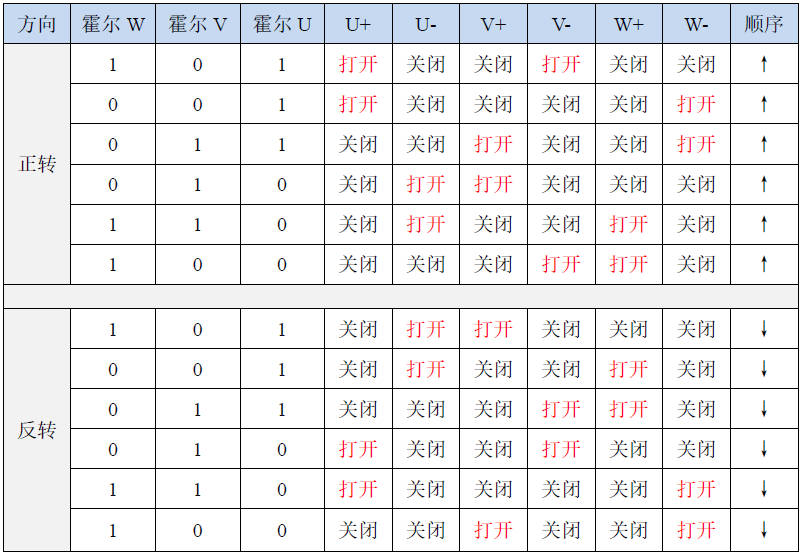 方向 霍尔 W 霍尔 V 霍尔 U U+ U- V+ V- W+ W- 顺序
1 0 1 打开 关闭 关闭 打开 关闭 关闭 ↑
0 0 1 打开 关闭 关闭 关闭 关闭 打开 ↑
正转 0 1 1 关闭 关闭 打开 关闭 关闭 打开 ↑
0 1 0 关闭 打开 打开 关闭 关闭 关闭 ↑
1 1 0 关闭 打开 关闭 关闭 打开 关闭 ↑
1 0 0 关闭 关闭 关闭 打开 打开 关闭 ↑
1 0 1 关闭 打开 打开 关闭 关闭 关闭 ↓
0 0 1 关闭 打开 关闭 关闭 打开 关闭 ↓
0 1 1 关闭 关闭 关闭 打开 打开 关闭 ↓
反转 0 1 0 打开 关闭 关闭 打开 关闭 关闭 ↓
1 1 0 打开 关闭 关闭 关闭 关闭 打开 ↓
1 0 0 关闭 关闭 打开 关闭 关闭 打开 ↓